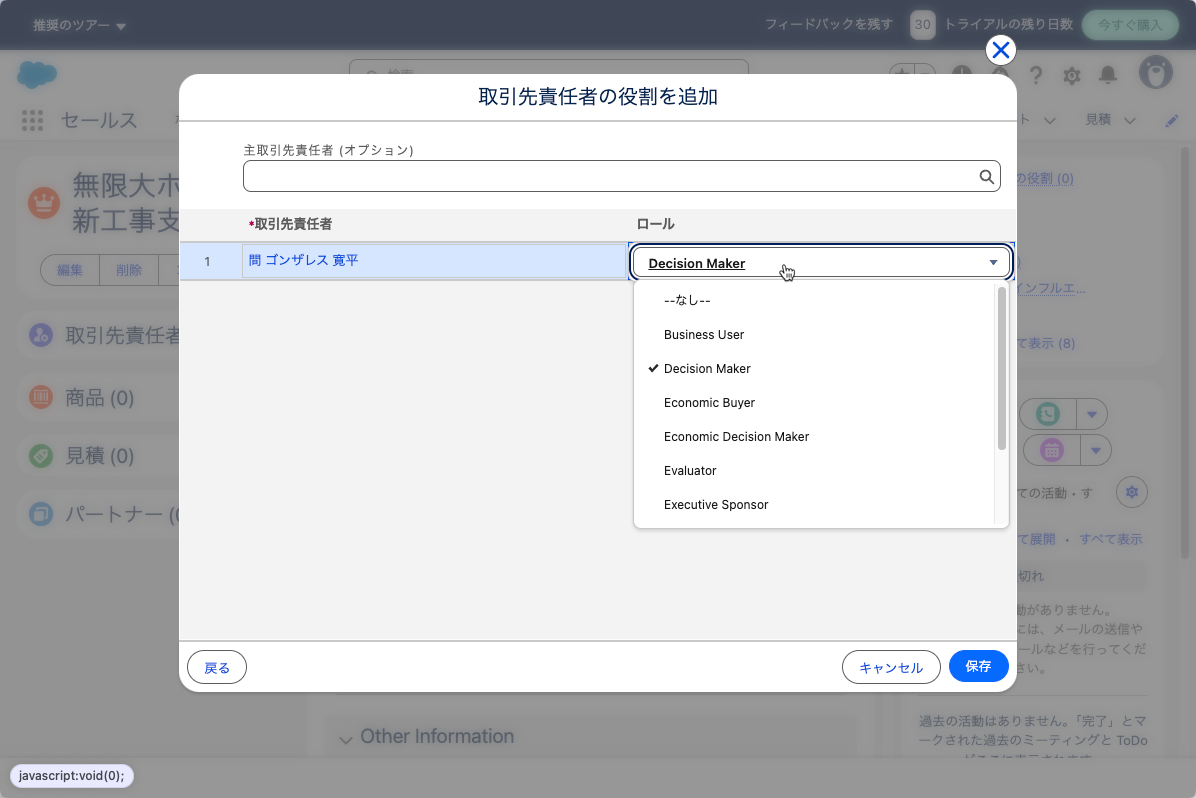 推奨のツアー
フィードバックを残す
30
トライアルの残り日数
今すぐ購入
検索
セールス
見積
取引先責任者の役割を追加
主取引先責任者 (オプション)
*取引先責任者
ロール
1
問 ゴンザレス 寛平
Decision Maker
--なし--
Business User
Decision Maker
Economic Buyer
Economic Decision Maker
Evaluator
Executive Sponsor
戻る
キャンセル
保存
無限大ホ
新工事支
編集
削除
取引先責任者
商品 (0)
見積 (0)
パートナー (
の役割 (0)
インフルエ...
て表示 (8)
ての活動・す
て展開 ・ すべて表示
切れ
動がありません。
には、メールの送信や
ールなどを行ってくだ
さい。
過去の活動はありません。「完了」とマ
ークされた過去のミーティングと ToDo
がここに表示されます。
Other Information
javascript:void(0);